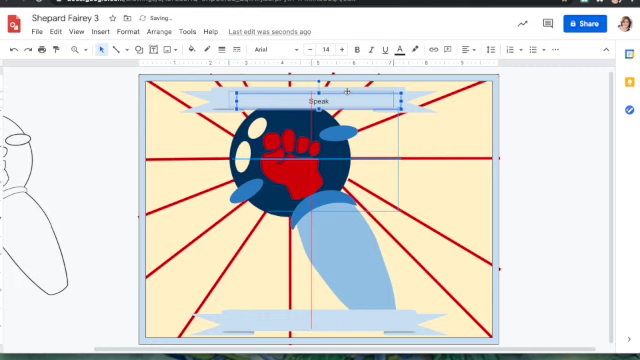 Shepard Fairey 3
Saving...
File Edit View Insert Format Arrange Tools Help
Last edit was seconds ago
Share
Arial
14
B I U A
Speak